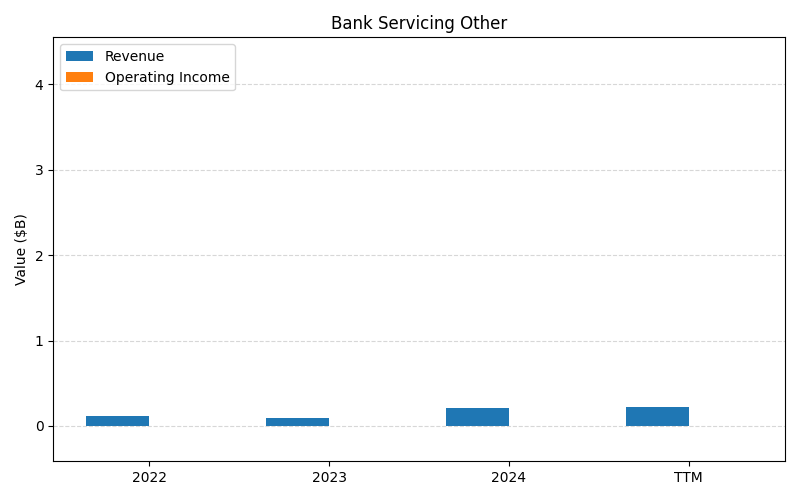 Bank Servicing Other
Revenue
Operating Income
Value ($B)
4
3
2
1
0
2022
2023
2024
TTM